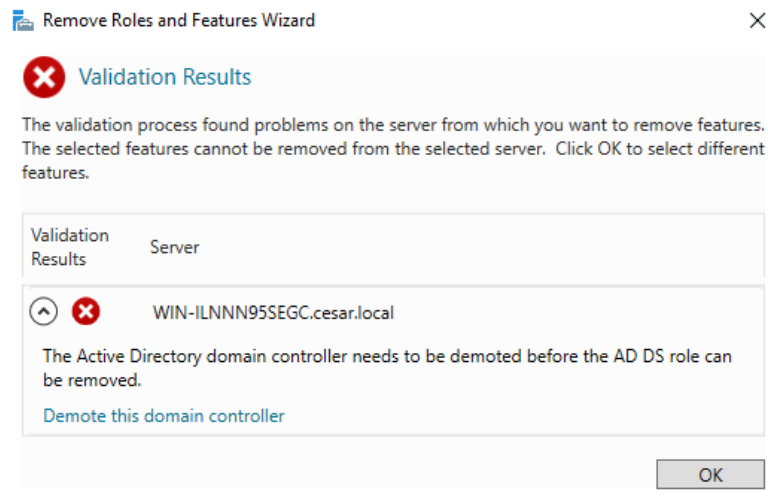 Remove Roles and Features Wizard
Validation Results
The validation process found problems on the server from which you want to remove features.
The selected features cannot be removed from the selected server.  Click OK to select different
features.
Validation
Results
Server
WIN-ILNNN95SEGC.cesar.local
The Active Directory domain controller needs to be demoted before the AD DS role can
be removed.
Demote this domain controller
OK